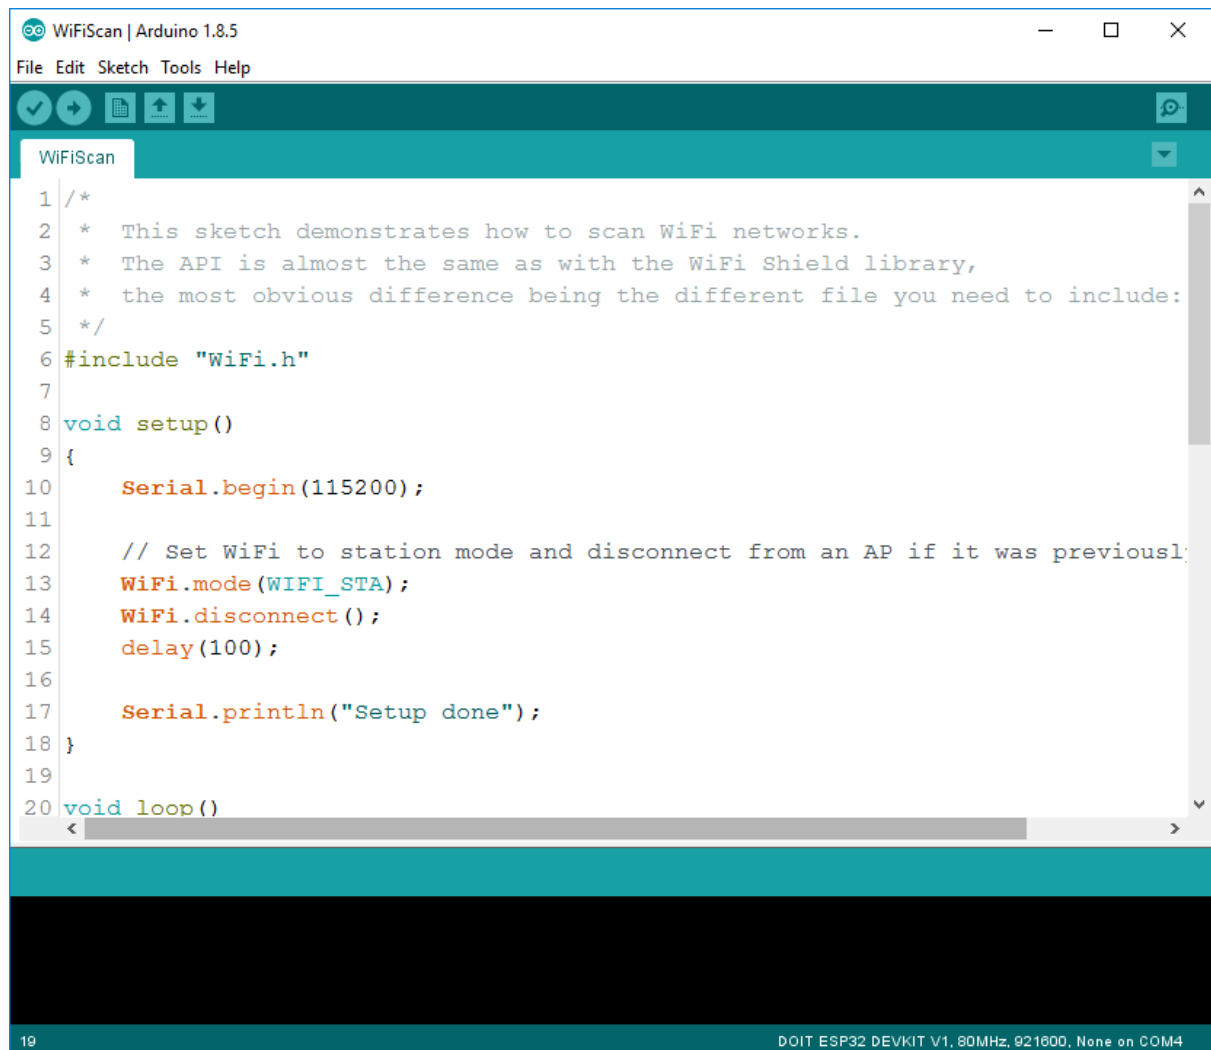 WiFiScan | Arduino 1.8.5
File Edit Sketch Tools Help
WiFiScan
1 /*
2  *  This sketch demonstrates how to scan WiFi networks.
3  *  The API is almost the same as with the WiFi Shield library,
4  *  the most obvious difference being the different file you need to include:
5  */
6 #include "WiFi.h"
7
8 void setup()
9 {
10     Serial.begin(115200);
11
12     // Set WiFi to station mode and disconnect from an AP if it was previousl
13     WiFi.mode(WIFI_STA);
14     WiFi.disconnect();
15     delay(100);
16
17     Serial.println("Setup done");
18 }
19
20 void loop()
19
DOIT ESP32 DEVKIT V1, 80MHz, 921600, None on COM4